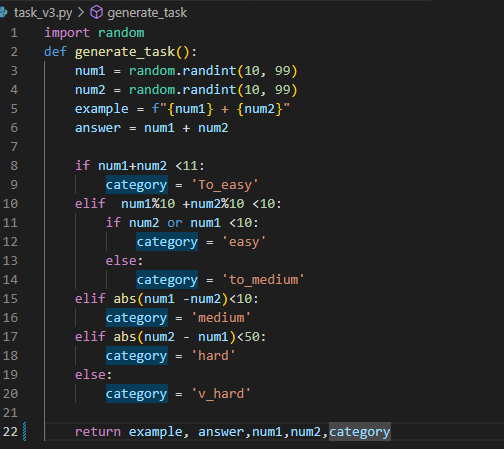 task_v3.py > generate_task
1 import random
2 def generate_task():
3     num1 = random.randint(10, 99)
4     num2 = random.randint(10, 99)
5     example = f"{num1} + {num2}"
6     answer = num1 + num2
7
8     if num1+num2 <11:
9         category = 'To_easy'
10     elif  num1%10 +num2%10 <10:
11         if num2 or num1 <10:
12             category = 'easy'
13         else:
14             category = 'to_medium'
15     elif abs(num1 -num2)<10:
16         category = 'medium'
17     elif abs(num2 - num1)<50:
18         category = 'hard'
19     else:
20         category = 'v_hard'
21
22     return example, answer,num1,num2,category